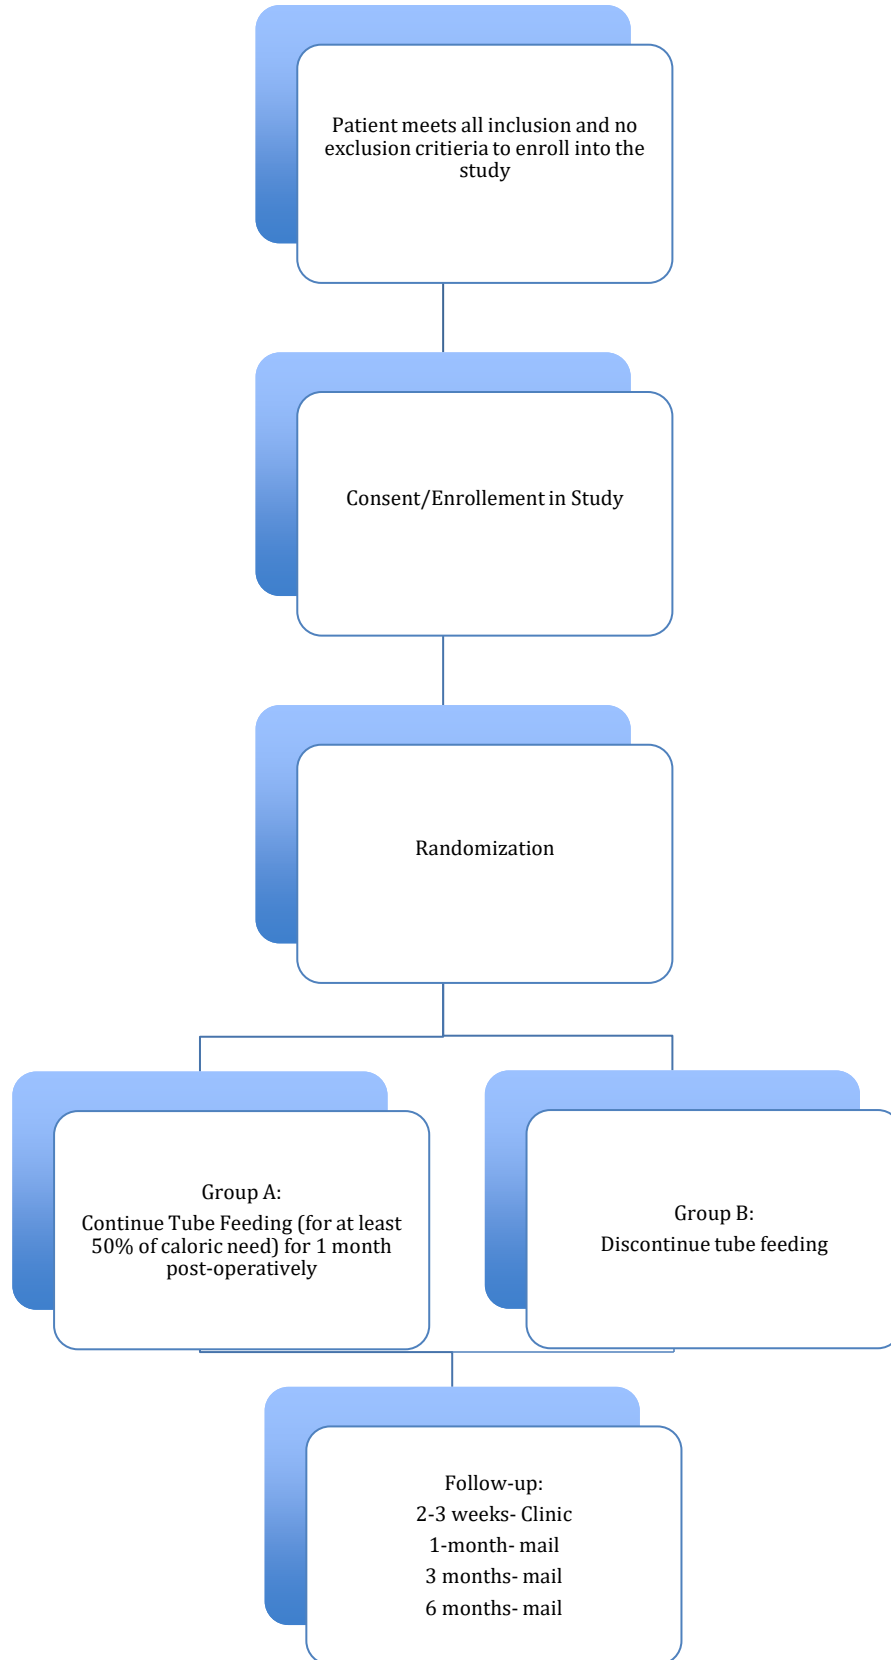 Patient meets all inclusion and no
exclusion critieria to enroll into the
study
Consent/Enrollement in Study
Randomization
Group A:
Continue Tube Feeding (for at least
50% of caloric need) for 1 month
post-operatively
Group B:
Discontinue tube feeding
Follow-up:
2-3 weeks- Clinic
1-month- mail
3 months- mail
6 months- mail